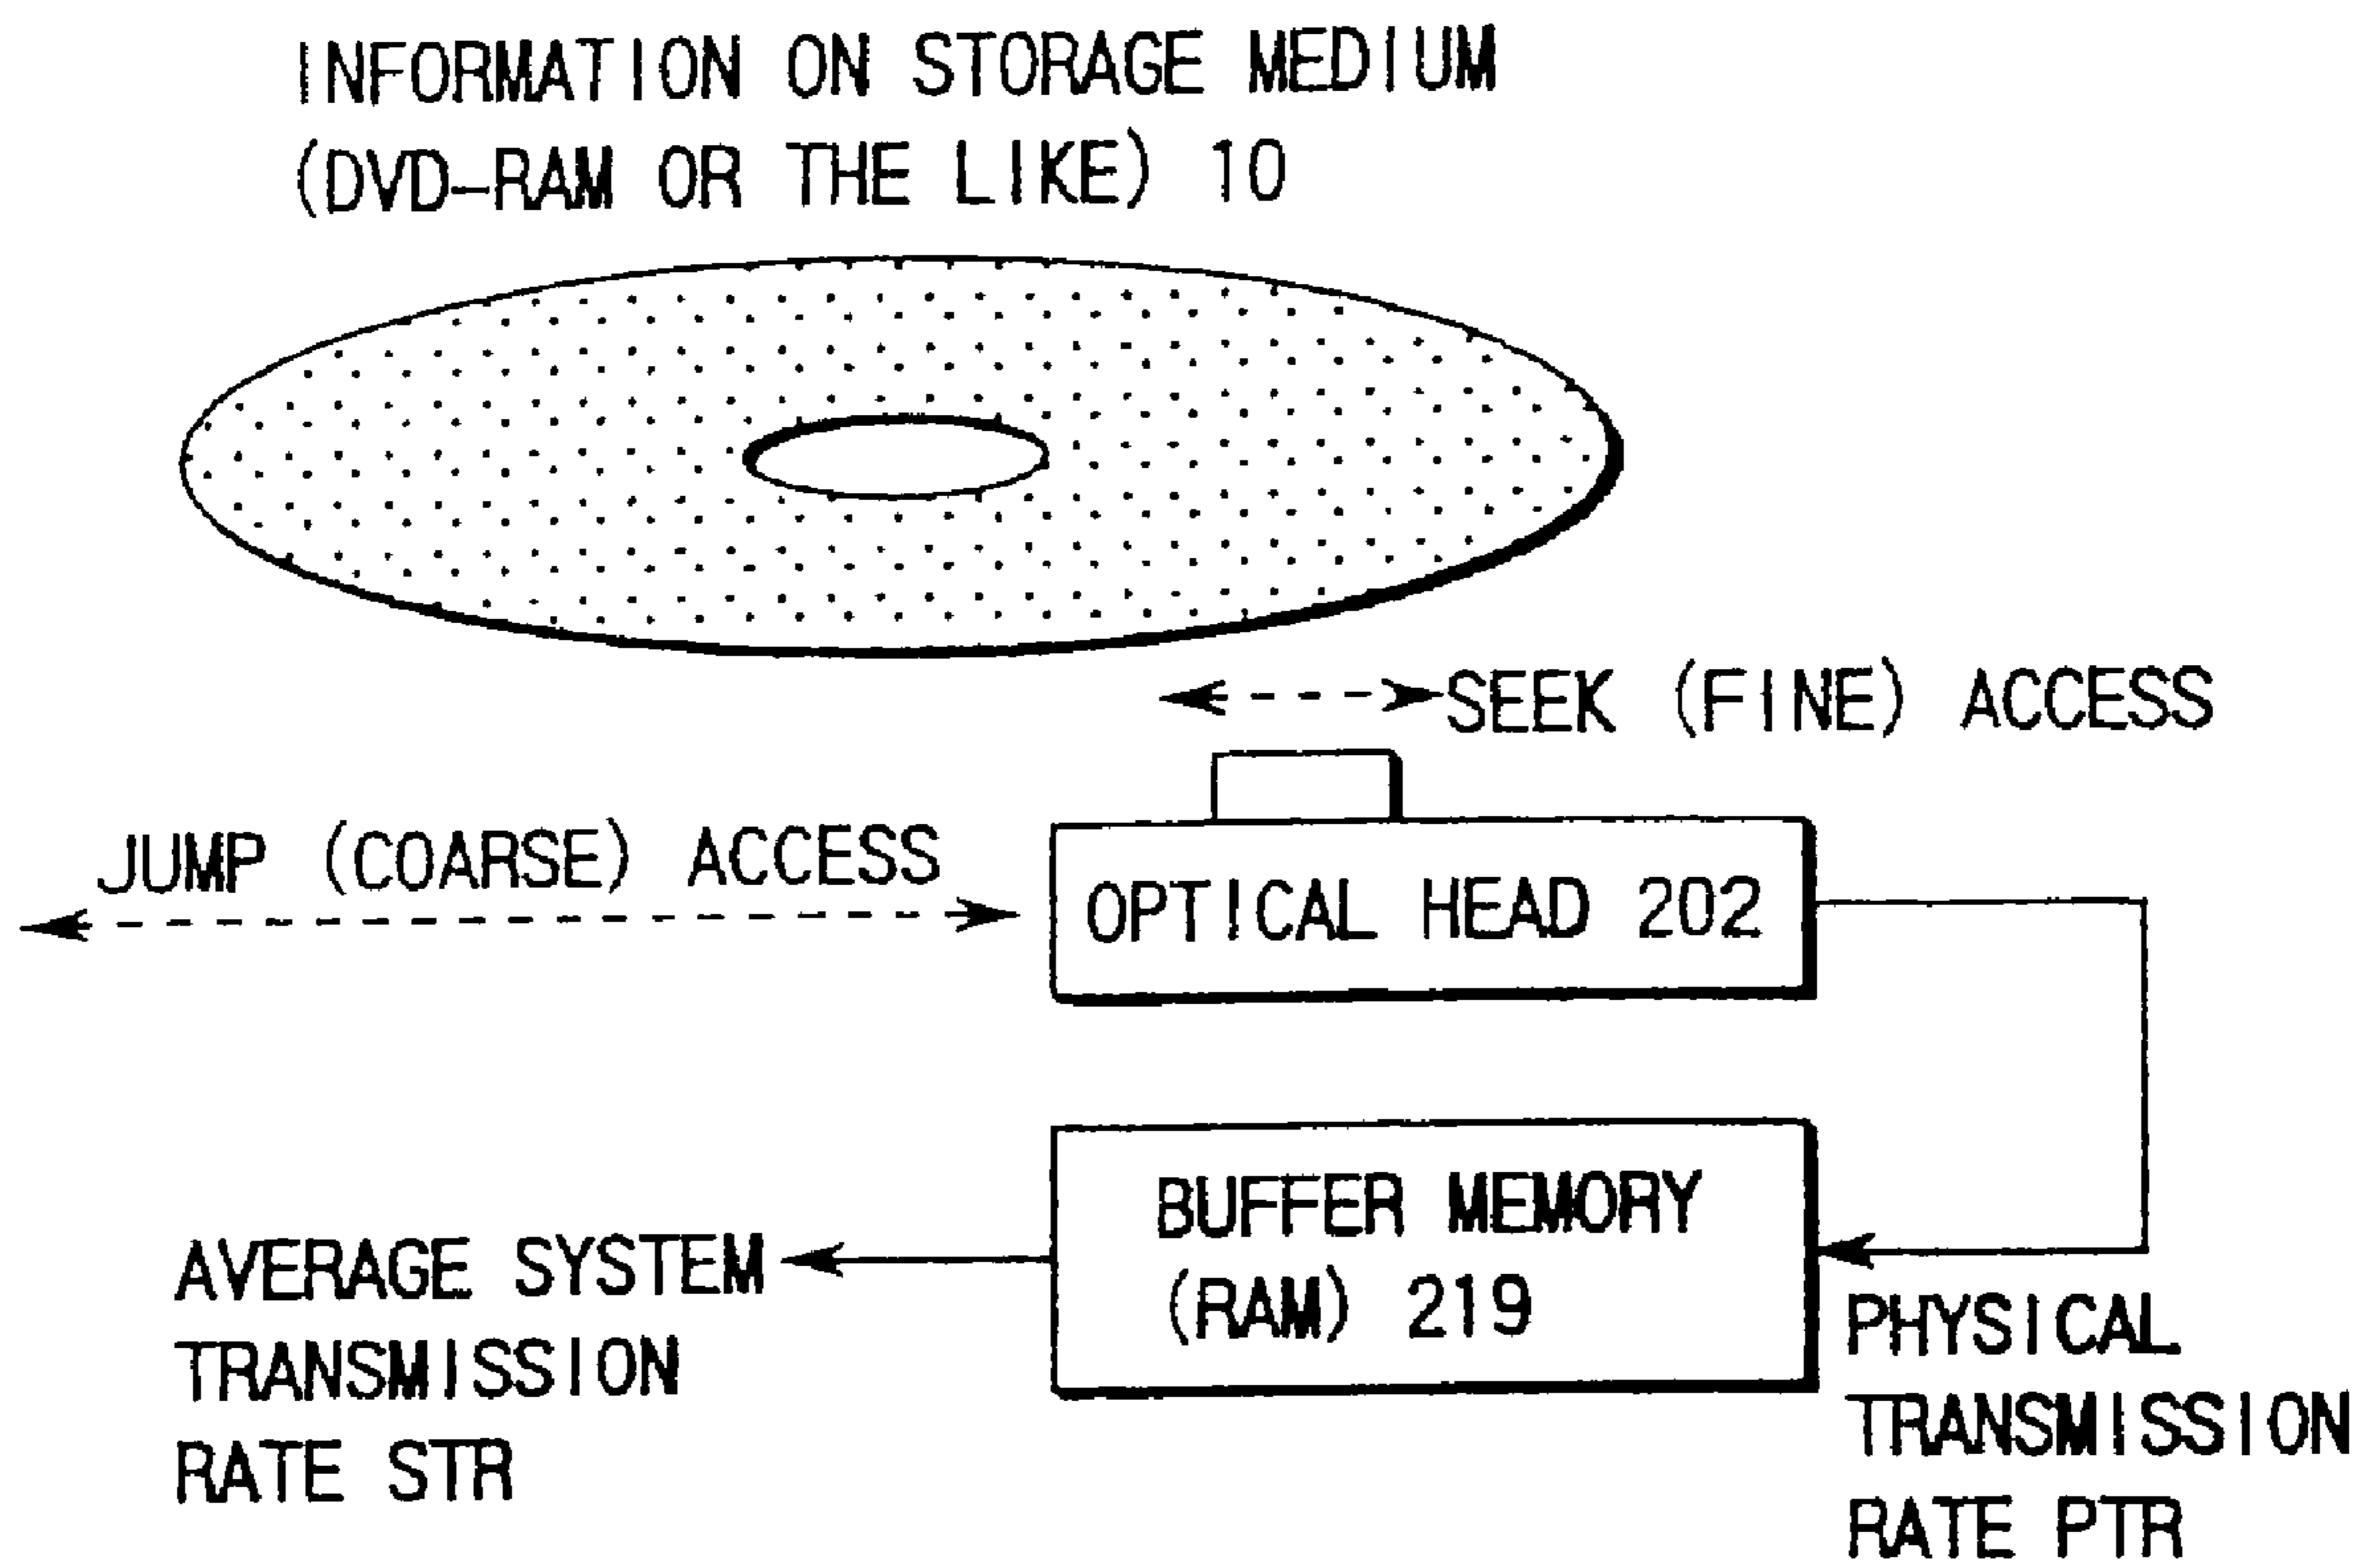 INFORMATION ON STORAGE MEDIUM
(DVD-RAM OR THE LIKE) 10
SEEK (FINE) ACCESS
JUMP (COARSE) ACCESS
OPTICAL HEAD 202
BUFFER MEMORY
(RAM) 219
AVERAGE SYSTEM
TRANSMISSION
RATE STR
PHYSICAL
TRANSMISSION
RATE PTR